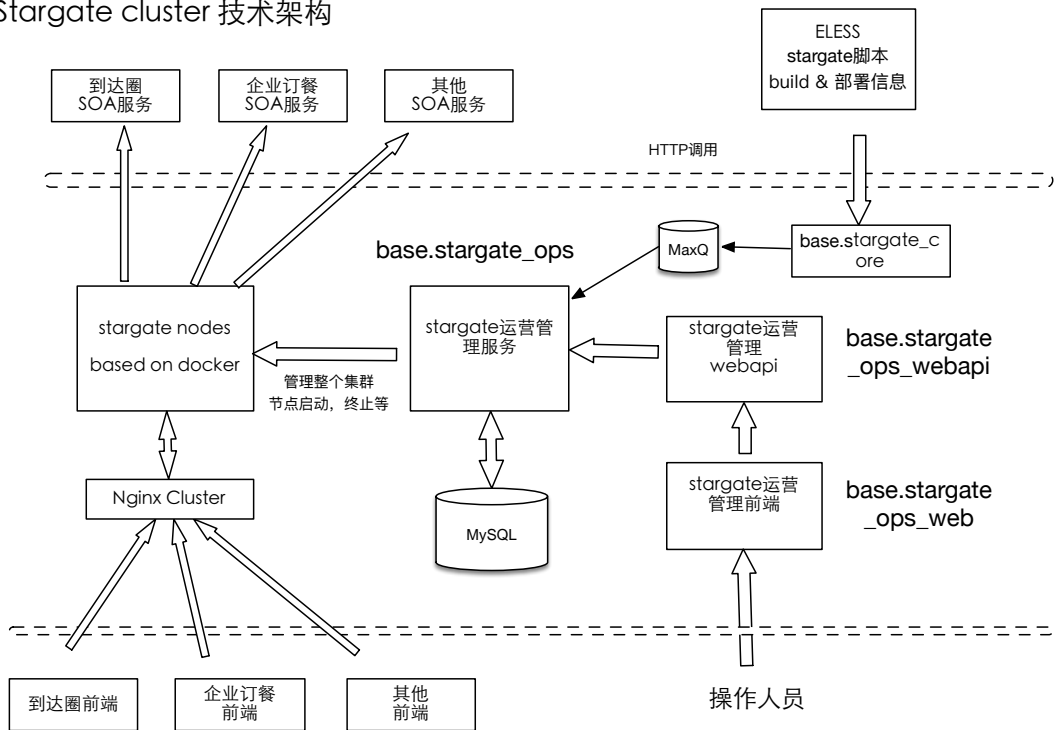 Stargate cluster 技术架构
ELESS
stargate脚本
build & 部署信息
到达圈
SOA服务
企业订餐
SOA服务
其他
SOA服务
HTTP调用
base.stargate_ops
MaxQ
base.stargate_c
ore
stargate nodes
based on docker
管理整个集群
节点启动，终止等
stargate运营管
理服务
stargate运营
管理
webapi
base.stargate
_ops_webapi
Nginx Cluster
MySQL
stargate运营
管理前端
base.stargate
_ops_web
到达圈前端
企业订餐
前端
其他
前端
操作人员